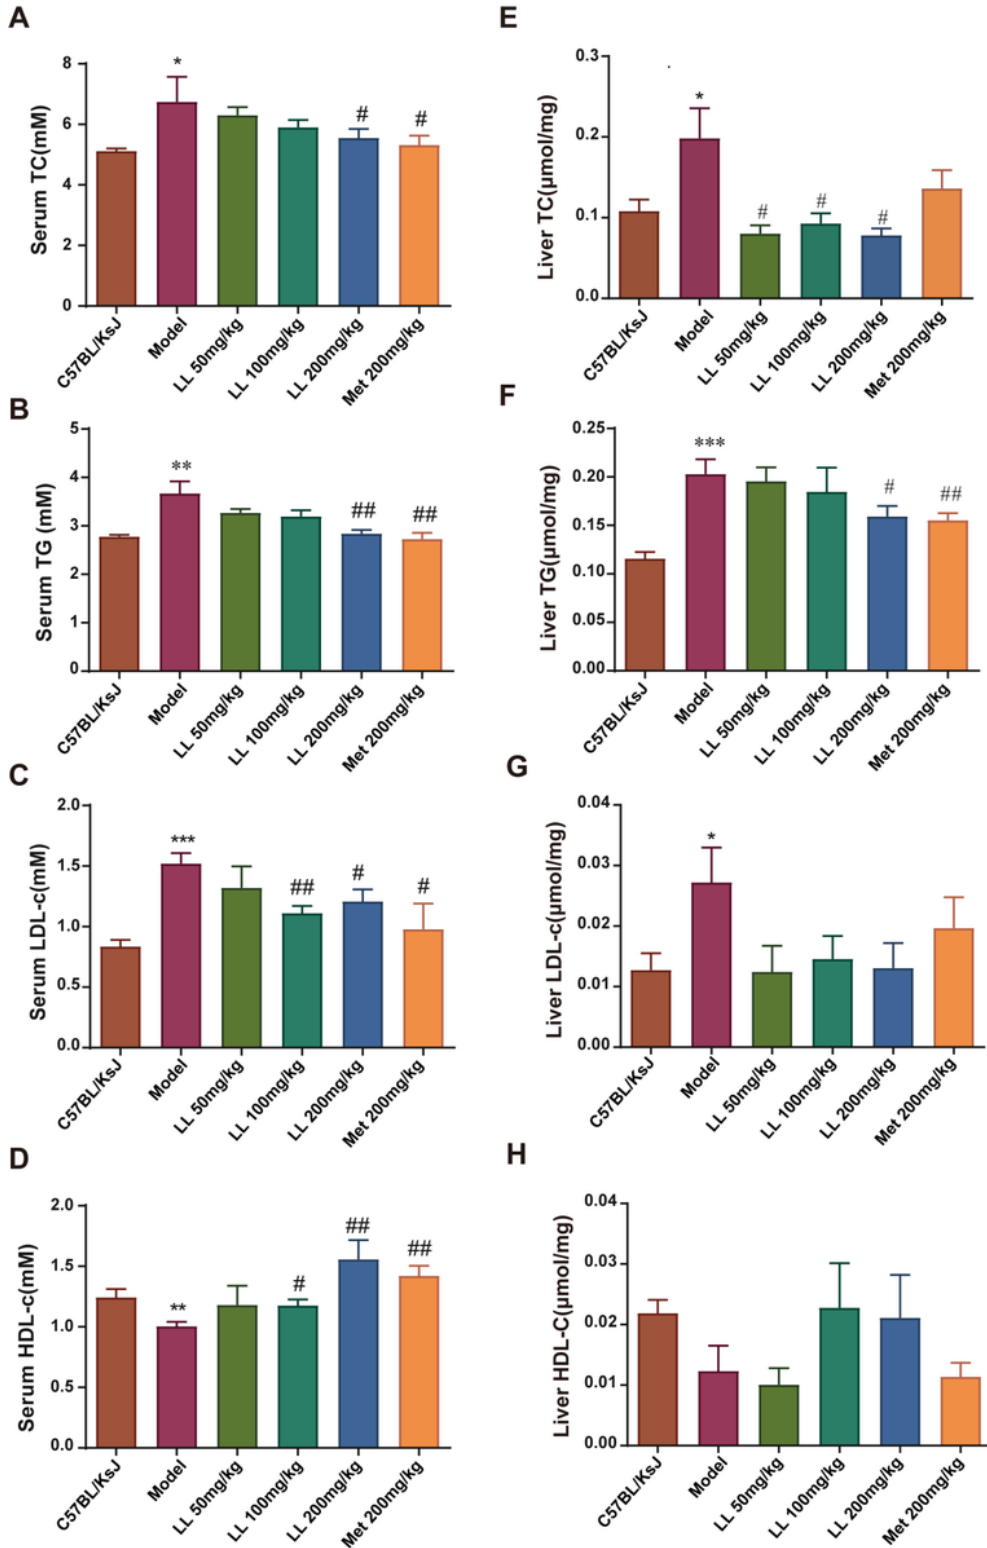 A
Serum TC(mM)
8
6
4
2
0
*
#
#
C57BL/KsJ
Model
LL 50mg/kg
LL 100mg/kg
LL 200mg/kg
Met 200mg/kg
B
Serum TG (mM)
5
4
3
2
1
0
**
##
##
C57BL/KsJ
Model
LL 50mg/kg
LL 100mg/kg
LL 200mg/kg
Met 200mg/kg
C
Serum LDL-c(mM)
2.0
1.5
1.0
0.5
0.0
***
##
#
#
C57BL/KsJ
Model
LL 50mg/kg
LL 100mg/kg
LL 200mg/kg
Met 200mg/kg
D
Serum HDL-c(mM)
2.0
1.5
1.0
0.5
0.0
**
#
##
##
C57BL/KsJ
Model
LL 50mg/kg
LL 100mg/kg
LL 200mg/kg
Met 200mg/kg
E
Liver TC(μmol/mg)
0.3
0.2
0.1
0.0
*
#
#
#
C57BL/KsJ
Model
LL 50mg/kg
LL 100mg/kg
LL 200mg/kg
Met 200mg/kg
F
Liver TG(μmol/mg)
0.25
0.20
0.15
0.10
0.05
0.00
***
#
##
C57BL/KsJ
Model
LL 50mg/kg
LL 100mg/kg
LL 200mg/kg
Met 200mg/kg
G
Liver LDL-c(μmol/mg)
0.04
0.03
0.02
0.01
0.00
*
C57BL/KsJ
Model
LL 50mg/kg
LL 100mg/kg
LL 200mg/kg
Met 200mg/kg
H
Liver HDL-C(μmol/mg)
0.04
0.03
0.02
0.01
0.00
C57BL/KsJ
Model
LL 50mg/kg
LL 100mg/kg
LL 200mg/kg
Met 200mg/kg